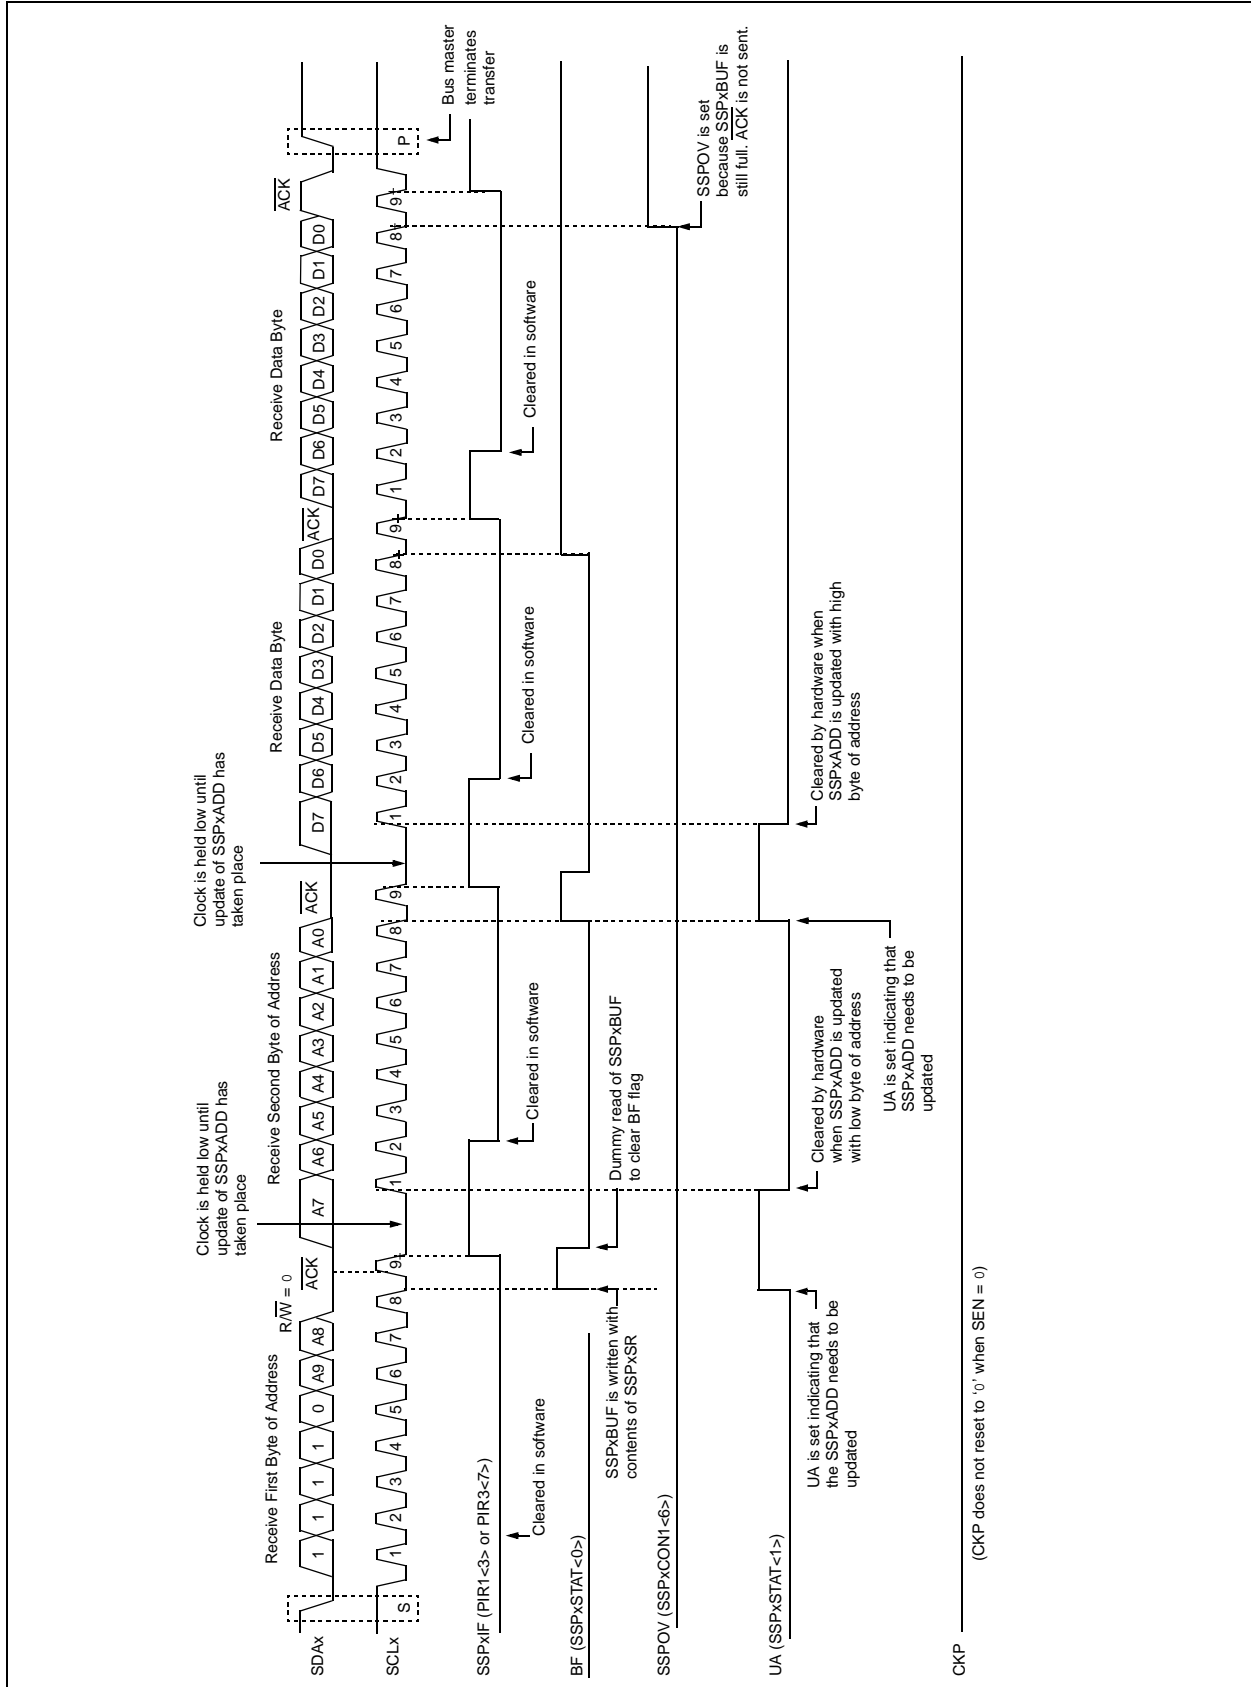 Receive First Byte of Address
R/W = 0
ACK
Clock is held low until
update of SSPxADD has
taken place
Receive Second Byte of Address
ACK
Clock is held low until
update of SSPxADD has
taken place
Receive Data Byte
ACK
Receive Data Byte
ACK
SDAx
1 1 1 1 0 A9 A8 A7 A6 A5 A4 A3 A2 A1 A0 D7 D6 D5 D4 D3 D2 D1 D0 D7 D6 D5 D4 D3 D2 D1 D0
SCLx
S
1 2 3 4 5 6 7 8 9 1 2 3 4 5 6 7 8 9 1 2 3 4 5 6 7 8 9 1 2 3 4 5 6 7 8 9
P
Bus master
terminates
transfer
SSPxIF (PIR1<3> or PIR3<7>)
Cleared in software
Cleared in software
Cleared in software
Cleared in software
BF (SSPxSTAT<0>)
SSPxBUF is written with
contents of SSPxSR
Dummy read of SSPxBUF
to clear BF flag
SSPOV (SSPxCON1<6>)
SSPOV is set
because SSPxBUF is
still full. ACK is not sent.
UA (SSPxSTAT<1>)
UA is set indicating that
the SSPxADD needs to be
updated
Cleared by hardware
when SSPxADD is updated
with low byte of address
UA is set indicating that
SSPxADD needs to be
updated
Cleared by hardware when
SSPxADD is updated with high
byte of address
CKP
(CKP does not reset to ‘0’ when SEN = 0)